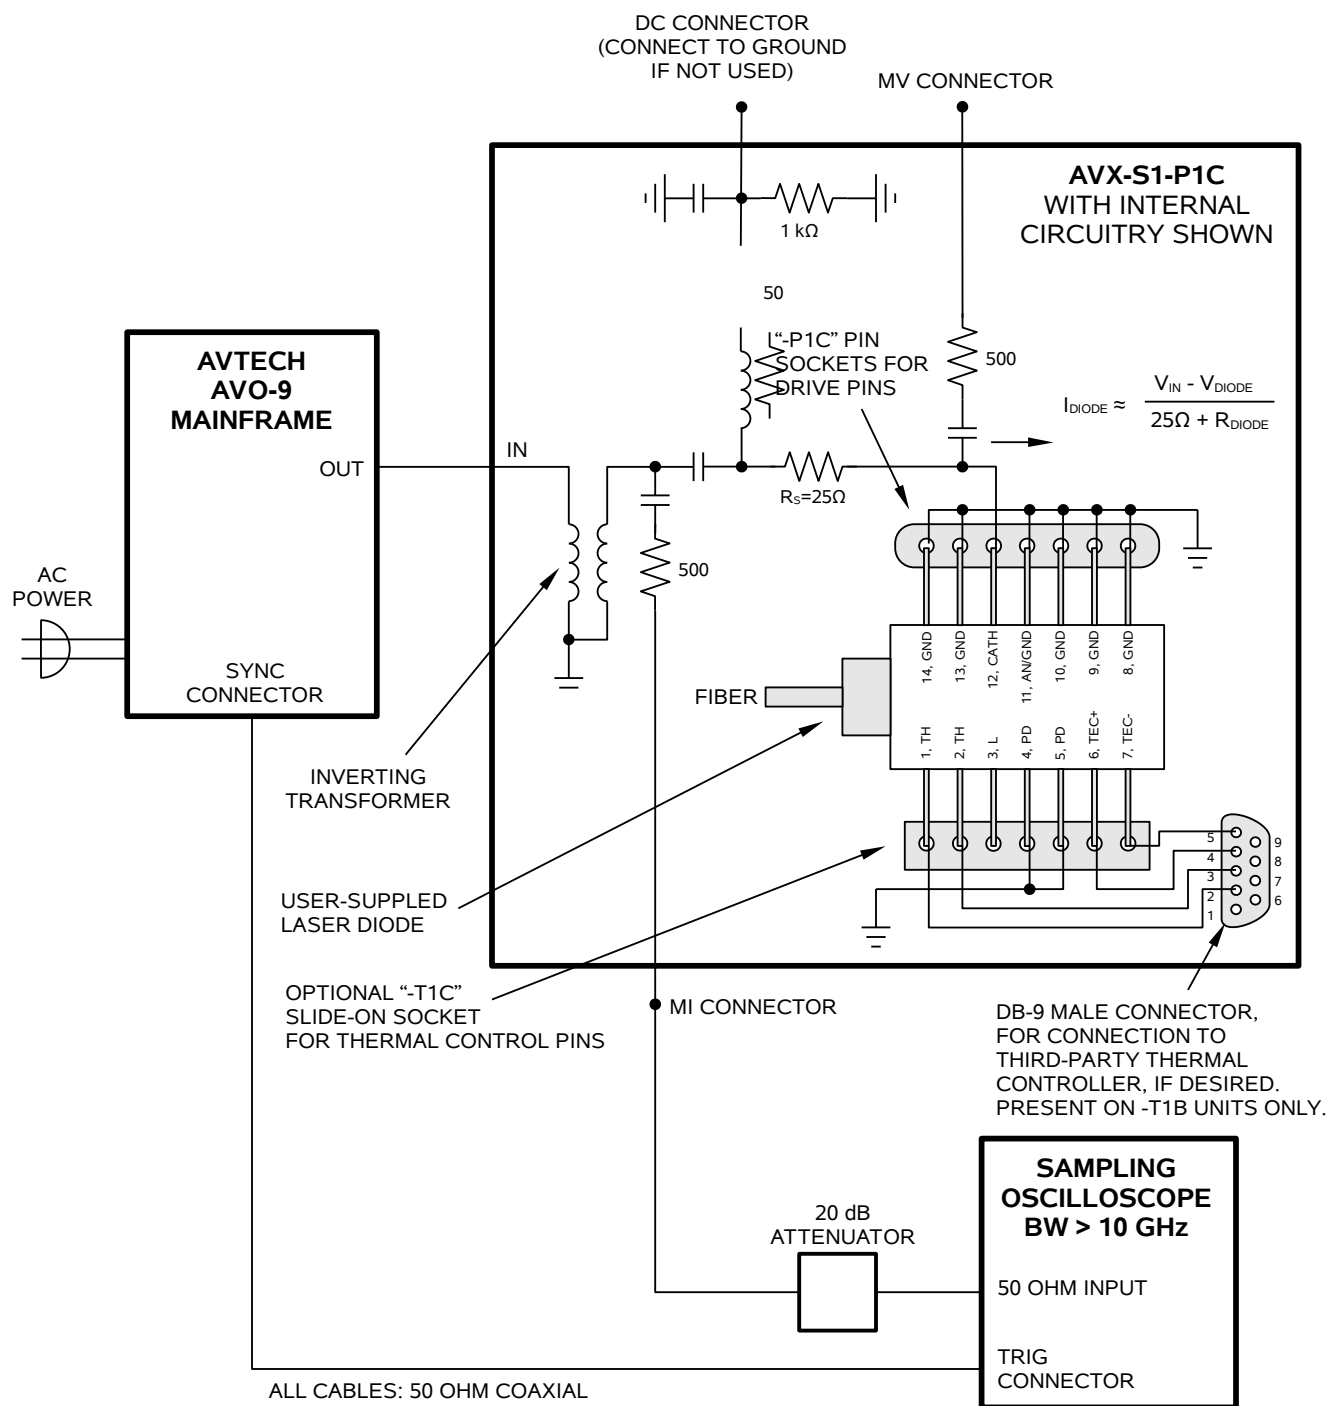 DC CONNECTOR
(CONNECT TO GROUND
IF NOT USED)
MV CONNECTOR
AVX-S1-P1C
WITH INTERNAL
CIRCUITRY SHOWN
1 kΩ
50
"-P1C" PIN
SOCKETS FOR
DRIVE PINS
500
IDIODE ≈
VIN - VDIODE
25Ω + RDIODE
AVTECH
AVO-9
MAINFRAME
OUT
IN
RS=25Ω
500
AC
POWER
SYNC
CONNECTOR
14, GND
13, GND
12, CATH
11, AN/GND
10, GND
9, GND
8, GND
FIBER
1, TH
2, TH
3, L
4, PD
5, PD
6, TEC+
7, TEC-
INVERTING
TRANSFORMER
5
4
3
2
1
9
8
7
6
USER-SUPPLED
LASER DIODE
OPTIONAL “-T1C”
SLIDE-ON SOCKET
FOR THERMAL CONTROL PINS
MI CONNECTOR
DB-9 MALE CONNECTOR,
FOR CONNECTION TO
THIRD-PARTY THERMAL
CONTROLLER, IF DESIRED.
PRESENT ON -T1B UNITS ONLY.
SAMPLING
OSCILLOSCOPE
BW > 10 GHz
20 dB
ATTENUATOR
50 OHM INPUT
TRIG
CONNECTOR
ALL CABLES: 50 OHM COAXIAL